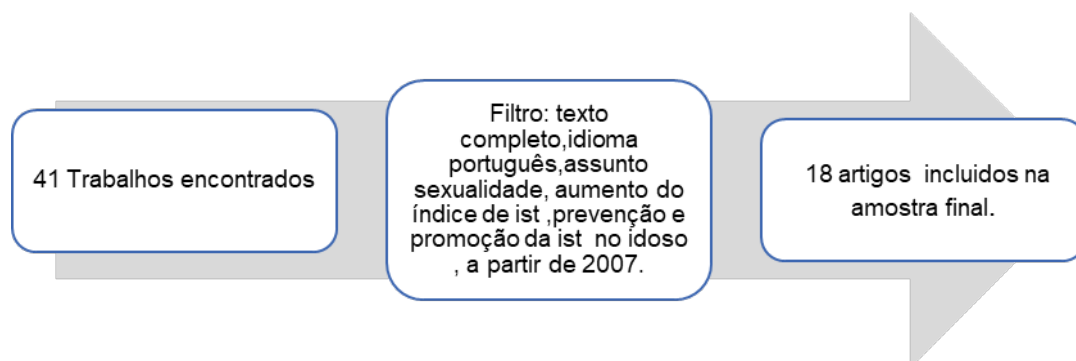 41 Trabalhos encontrados
Filtro: texto
completo,idioma
português,assunto
sexualidade, aumento do
índice de ist ,prevenção e
promoção da ist no idoso
, a partir de 2007.
18 artigos incluidos na
amostra final.